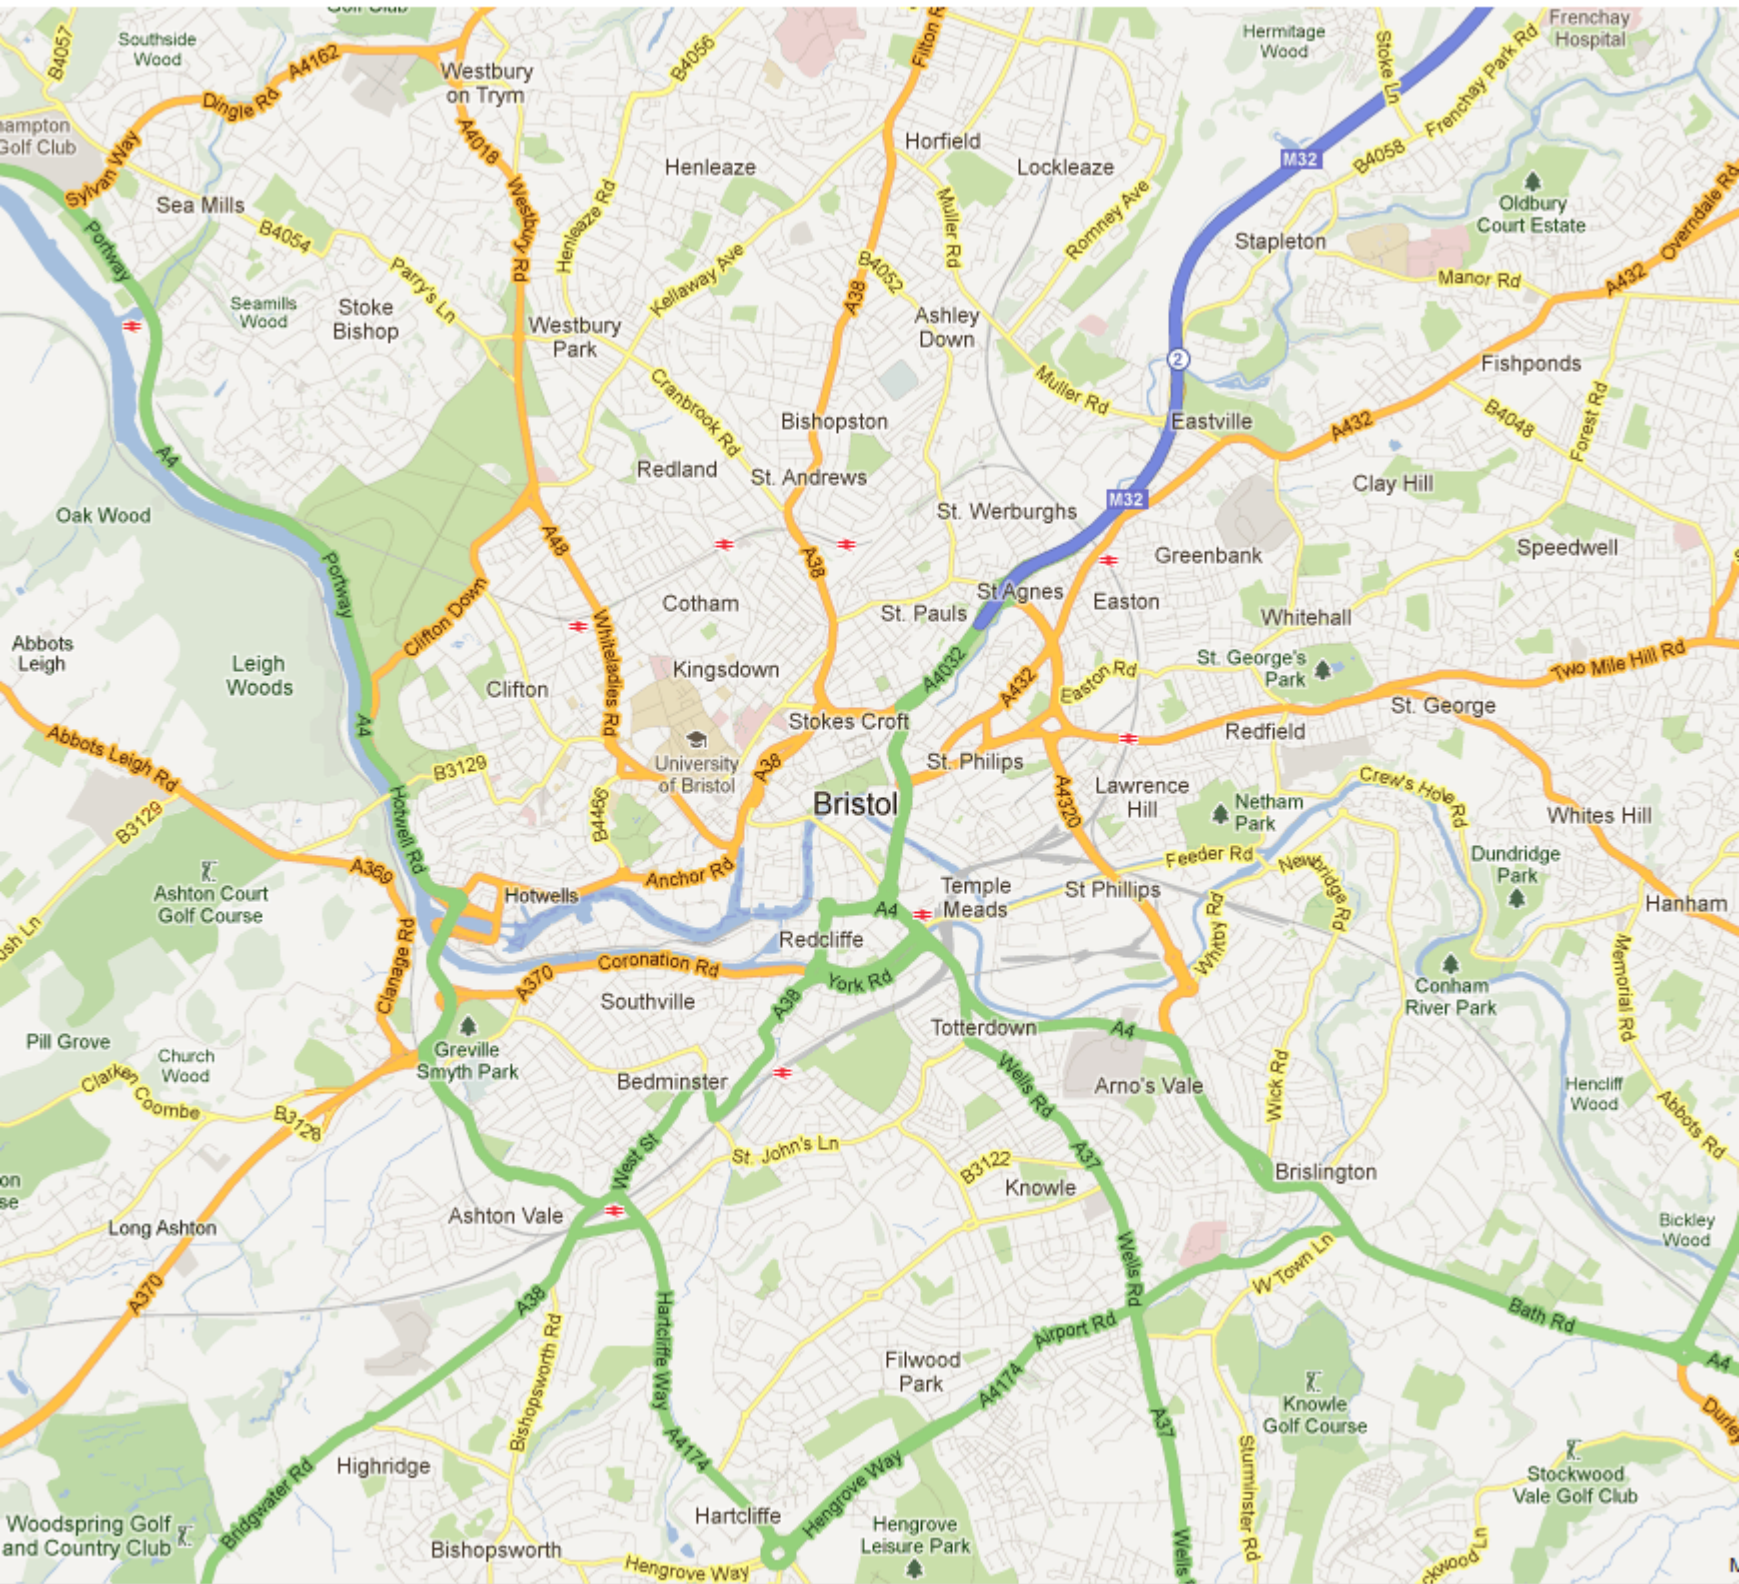 Golf Club
B4057
Southside
Wood
A4162
Dingle Rd
Westbury
on Trym
B4056
Filton R
Hermitage
Wood
Stoke Ln
Frenchay Park Rd
Frenchay
Hospital
hampton
Golf Club
Sylvan Way
A4018
Henleaze
Horfield
Lockleaze
M32
B4058
Oldbury
Court Estate
Overndale Rd
Sea Mills
B4054
Portway
Westbury Rd
Henleaze Rd
Kellaway Ave
Muller Rd
Romney Ave
Stapleton
Manor Rd
A432
Parry's Ln
Seamills
Wood
Stoke
Bishop
Westbury
Park
A38
B4052
Ashley
Down
2
Fishponds
Cranbrook Rd
Muller Rd
Eastville
A432
B4048
Forest Rd
A4
Bishopston
Redland
St. Andrews
Clay Hill
Oak Wood
St. Werburghs
M32
A48
A38
Greenbank
Speedwell
Portway
Clifton Down
Whiteladies Rd
Cotham
St. Pauls
St Agnes
Easton
Whitehall
Abbots
Leigh
Leigh
Woods
Kingsdown
A4032
A432
Easton Rd
St. George's
Park
Two Mile Hill Rd
Clifton
A4
Stokes Croft
St. George
Redfield
Abbots Leigh Rd
B3129
University
of Bristol
A38
St. Philips
A4320
Lawrence
Hill
Netham
Park
Crew's Hole Rd
Whites Hill
B3129
Hotwell Rd
B4466
Bristol
Feeder Rd
Newbridge Rd
Dundridge
Park
A369
Ashton Court
Golf Course
Hotwells
Anchor Rd
Temple
Meads
St Phillips
Hanham
A4
Redcliffe
Whitby Rd
Memorial Rd
osh Ln
Clanage Rd
A370
Coronation Rd
York Rd
Conham
River Park
Southville
A38
Totterdown
A4
Pill Grove
Church
Wood
Greville
Smyth Park
Clarken Coombe
B3128
Bedminster
Wells Rd
Arno's Vale
Wick Rd
Hencliff
Wood
Abbots Rd
West St
St. John's Ln
A37
B3122
Knowle
Brislington
on
se
Long Ashton
Ashton Vale
Bickley
Wood
A370
A38
Hartcliffe Way
Wells Rd
W Town Ln
Bath Rd
Airport Rd
A4
Bishopsworth Rd
Filwood
Park
A4174
Knowle
Golf Course
Durley
A37
Highridge
A4174
Hengrove Way
Sturminster Rd
Stockwood
Vale Golf Club
Woodspring Golf
and Country Club
Bridgwater Rd
Hartcliffe
Hengrove
Leisure Park
Wells
Bishopsworth
Hengrove Way
ckwood Ln